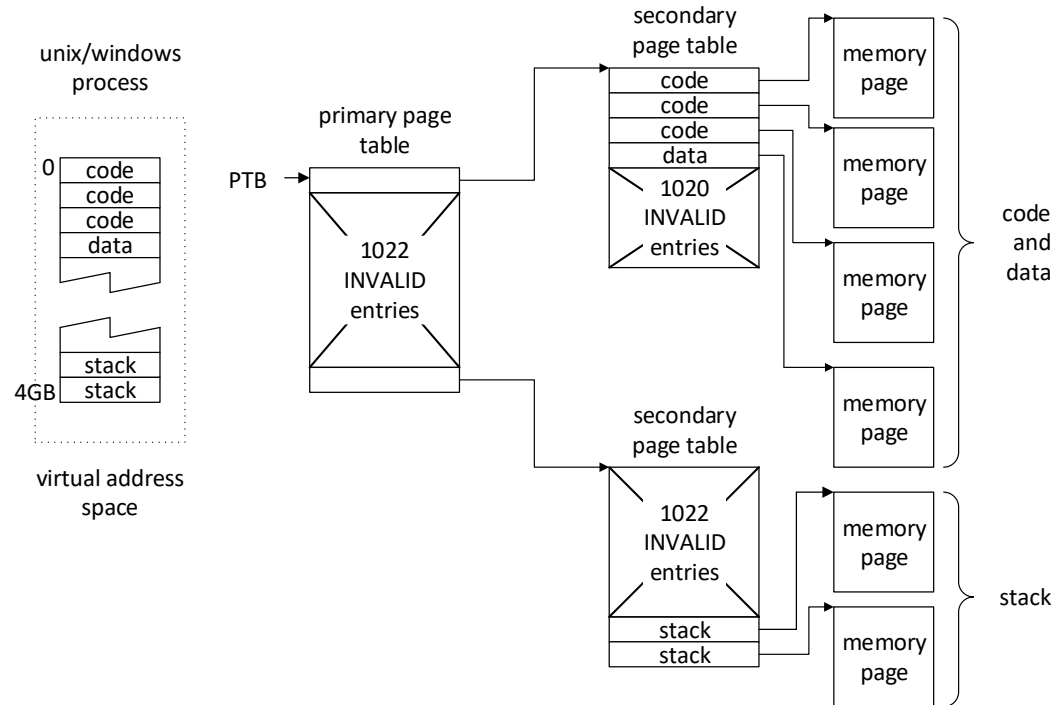 unix/windows
process
0
code
code
code
data
stack
4GB
stack
virtual address
space
primary page
table
PTB
1022
INVALID
entries
secondary
page table
code
code
code
data
1020
INVALID
entries
secondary
page table
1022
INVALID
entries
stack
stack
memory
page
memory
page
memory
page
memory
page
code
and
data
memory
page
memory
page
stack